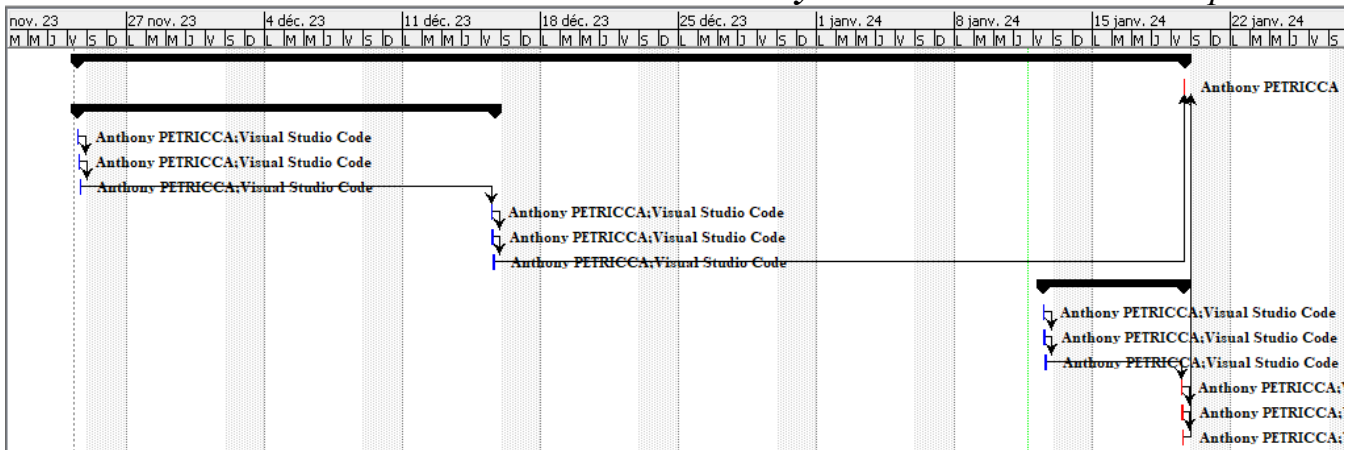 nov. 23 27 nov. 23 4 déc. 23 11 déc. 23 18 déc. 23 25 déc. 23 1 janv. 24 8 janv. 24 15 janv. 24 22 janv. 24
M M J V S D L M M J V S D L M M J V S D L M M J V S D L M M J V S D L M M J V S D L M M J V S D L M M J V S D L M M J V S D L M M J V S
Anthony PETRICCA
Anthony PETRICCA;Visual Studio Code
Anthony PETRICCA;Visual Studio Code
Anthony PETRICCA;Visual Studio Code
Anthony PETRICCA;Visual Studio Code
Anthony PETRICCA;Visual Studio Code
Anthony PETRICCA;Visual Studio Code
Anthony PETRICCA;Visual Studio Code
Anthony PETRICCA;Visual Studio Code
Anthony PETRICCA;Visual Studio Code
Anthony PETRICCA;
Anthony PETRICCA;
Anthony PETRICCA;